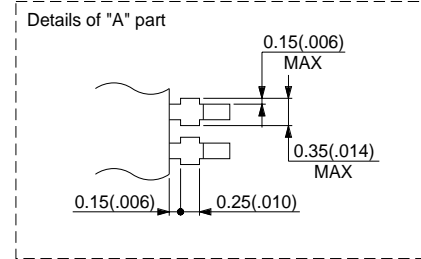 Details of "A" part
0.15(.006)
MAX
0.35(.014)
MAX
0.15(.006)
0.25(.010)